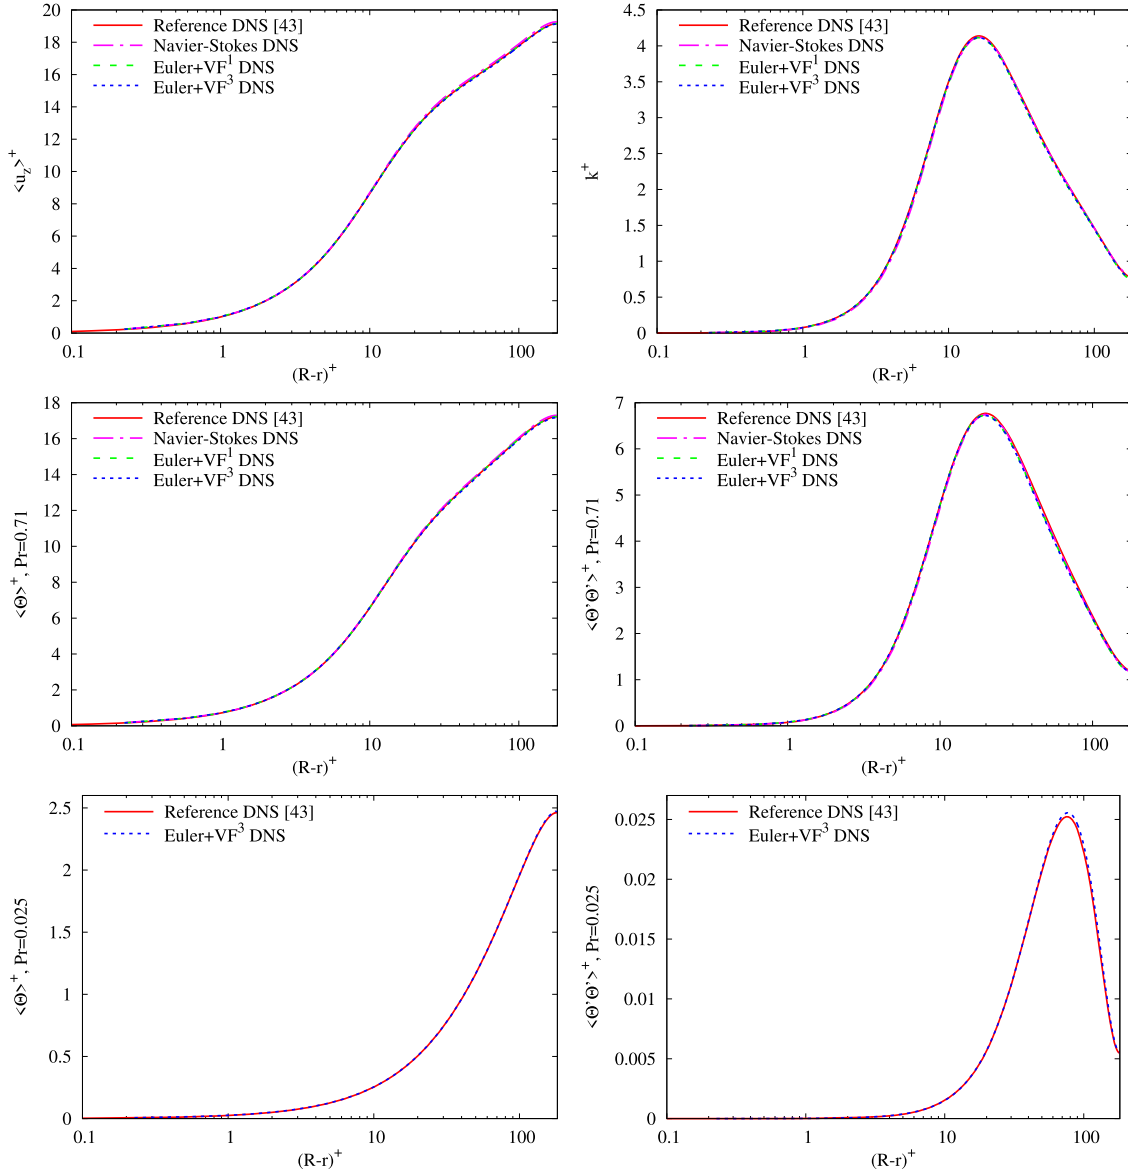 Reference DNS [43]
Navier-Stokes DNS
Euler+VF^1 DNS
Euler+VF^3 DNS
<u_z>^+
20
18
16
14
12
10
8
6
4
2
0
0.1 1 10 100
(R-r)^+
Reference DNS [43]
Navier-Stokes DNS
Euler+VF^1 DNS
Euler+VF^3 DNS
k^+
4.5
4
3.5
3
2.5
2
1.5
1
0.5
0
0.1 1 10 100
(R-r)^+
Reference DNS [43]
Navier-Stokes DNS
Euler+VF^1 DNS
Euler+VF^3 DNS
<Θ>^+, Pr=0.71
18
16
14
12
10
8
6
4
2
0
0.1 1 10 100
(R-r)^+
Reference DNS [43]
Navier-Stokes DNS
Euler+VF^1 DNS
Euler+VF^3 DNS
<Θ'Θ'>^+, Pr=0.71
7
6
5
4
3
2
1
0
0.1 1 10 100
(R-r)^+
Reference DNS [43]
Euler+VF^3 DNS
<Θ>^+, Pr=0.025
2.5
2
1.5
1
0.5
0
0.1 1 10 100
(R-r)^+
Reference DNS [43]
Euler+VF^3 DNS
<Θ'Θ'>^+, Pr=0.025
0.025
0.02
0.015
0.01
0.005
0
0.1 1 10 100
(R-r)^+